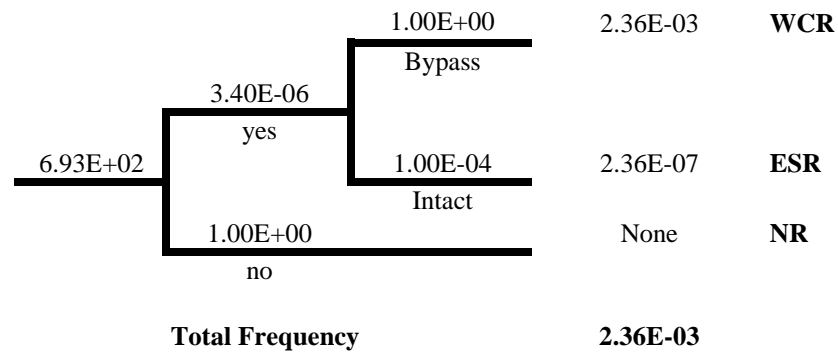 1.00E+00 2.36E-03 WCR
Bypass
3.40E-06
yes
6.93E+02 1.00E-04 2.36E-07 ESR
Intact
1.00E+00 None NR
no
Total Frequency 2.36E-03